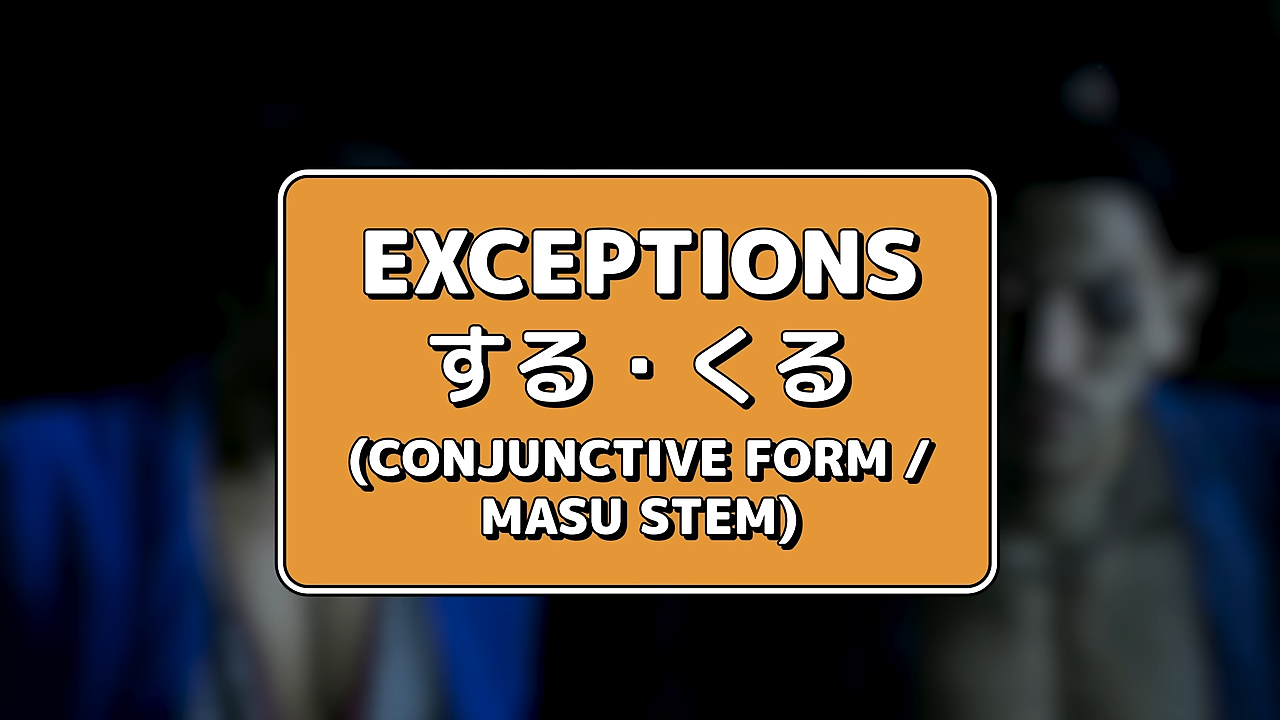 EXCEPTIONS
する・くる
(CONJUNCTIVE FORM /
MASU STEM)